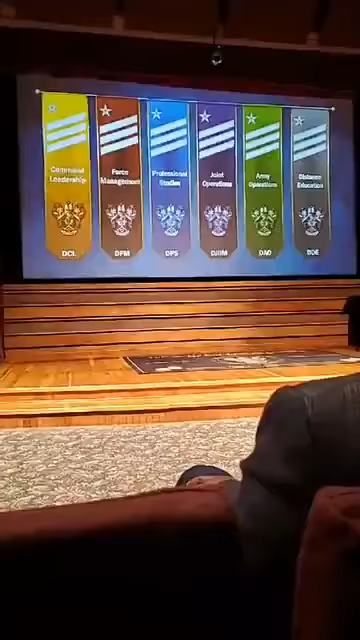 Command
Leadership
DCL
Force
Management
DFM
Professional
Studies
DPS
Joint
Operations
DJIIM
Army
Operations
DAO
Distance
Education
DDE